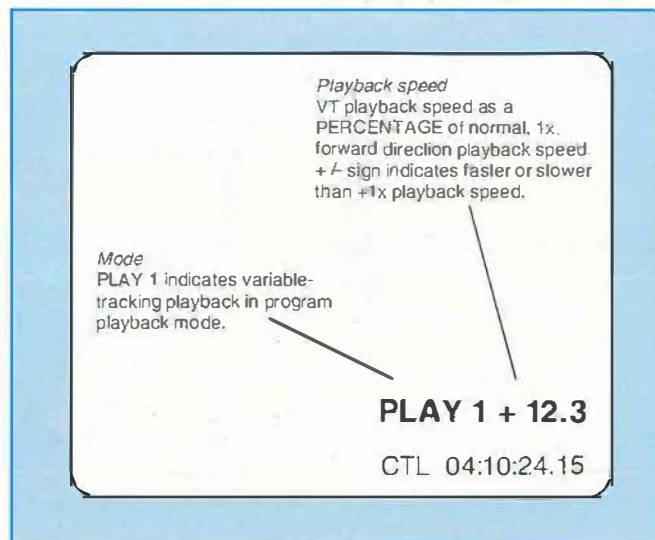 Playback speed
VT playback speed as a
PERCENTAGE of normal, 1x,
forward direction playback speed.
+ /- sign indicates faster or slower
than +1x playback speed.
Mode
PLAY 1 indicates variable-
tracking playback in program
playback mode.
PLAY 1 + 12.3
CTL 04:10:24.15